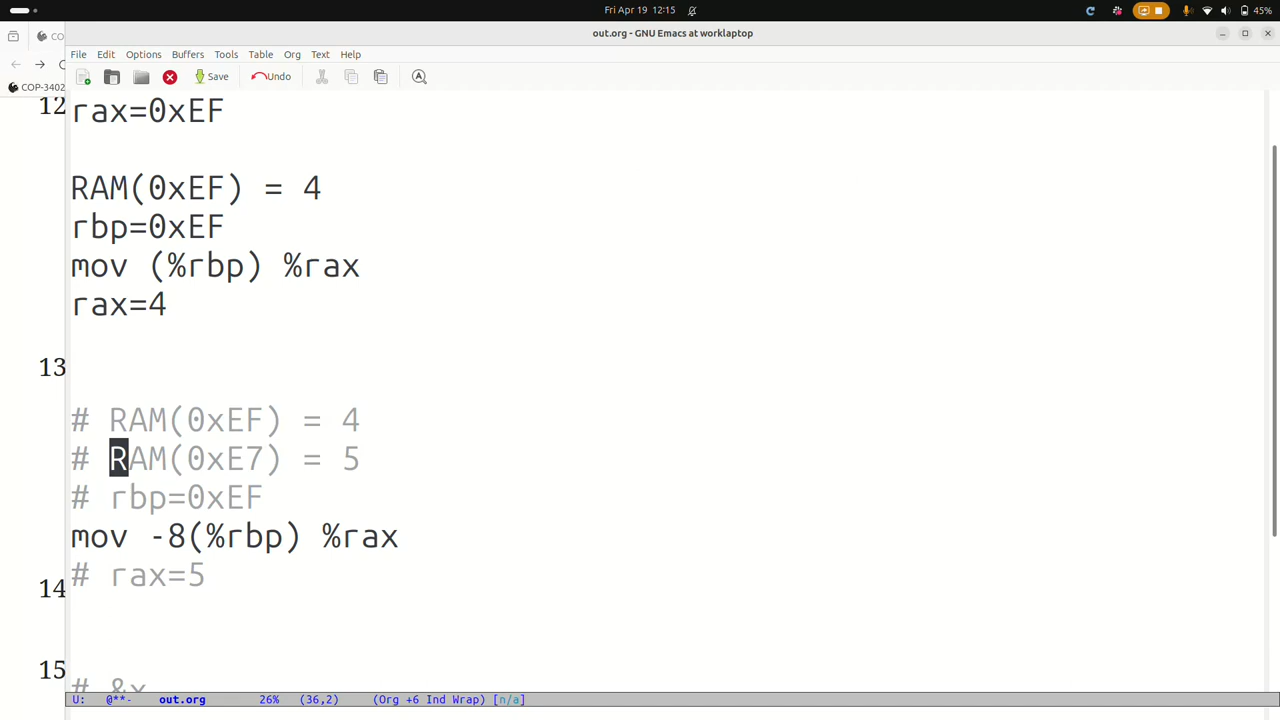 Fri Apr 19 12:15
45%
out.org - GNU Emacs at worklaptop
CO
File Edit Options Buffers Tools Table Org Text Help
Save Undo
COP-3402
12
rax=0xEF
RAM(0xEF) = 4
rbp=0xEF
mov (%rbp) %rax
rax=4
13
# RAM(0xEF) = 4
# RAM(0xE7) = 5
# rbp=0xEF
mov -8(%rbp) %rax
# rax=5
14
15
# &x
U: @**- out.org 26% (36,2) (Org +6 Ind Wrap) [n/a]